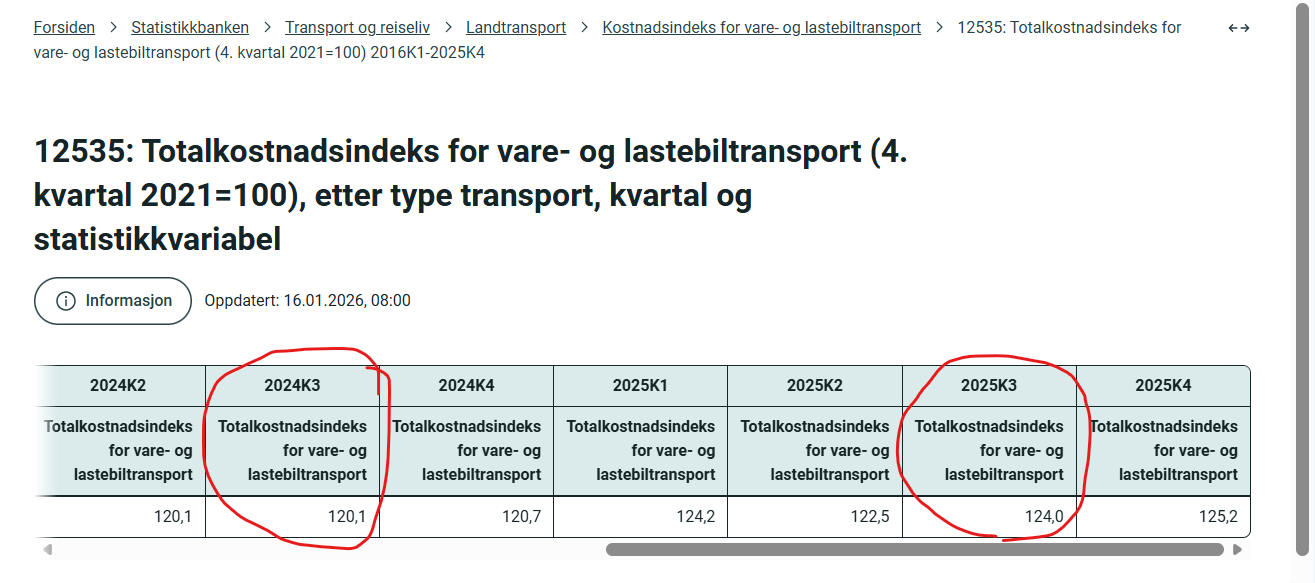 Forsiden > Statistikkbanken > Transport og reiseliv > Landtransport > Kostnadsindeks for vare- og lastebiltransport > 12535: Totalkostnadsindeks for
vare- og lastebiltransport (4. kvartal 2021=100) 2016K1-2025K4
12535: Totalkostnadsindeks for vare- og lastebiltransport (4.
kvartal 2021=100), etter type transport, kvartal og
statistikkvariabel
Informasjon Oppdatert: 16.01.2026, 08:00
2024K2 2024K3 2024K4 2025K1 2025K2 2025K3 2025K4
Totalkostnadsindeks Totalkostnadsindeks Totalkostnadsindeks Totalkostnadsindeks Totalkostnadsindeks Totalkostnadsindeks Totalkostnadsindeks
for vare- og for vare- og for vare- og for vare- og for vare- og for vare- og for vare- og
lastebiltransport lastebiltransport lastebiltransport lastebiltransport lastebiltransport lastebiltransport lastebiltransport
120,1 120,1 120,7 124,2 122,5 124,0 125,2